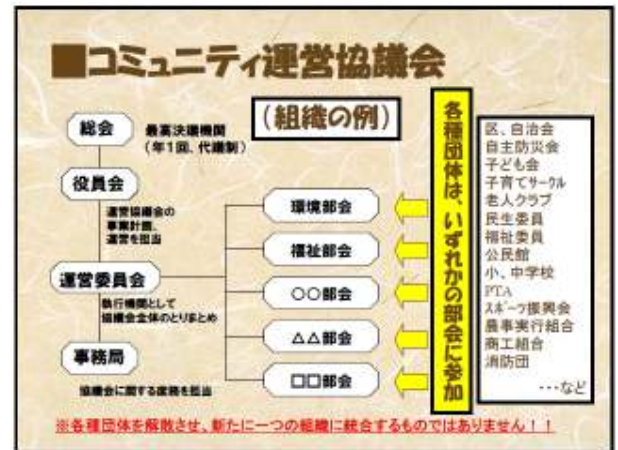 ■コミュニティ運営協議会
(組織の例)
総会
最高決議機関
(年1回、代議制)
役員会
運営協議会の
事業計画、
運営を担当
運営委員会
執行機関として
協議会全体のとりまとめ
事務局
協議会に関する庶務を担当
環境部会
福祉部会
○○部会
△△部会
□□部会
各種団体は、いずれかの部会に参加
区、自治会
自主防災会
子ども会
子育てサークル
老人クラブ
民生委員
福祉委員
公民館
小、中学校
PTA
スポーツ振興会
農事実行組合
商工組合
消防団
…など
※各種団体を解散させ、新たに一つの組織に統合するものではありません！！